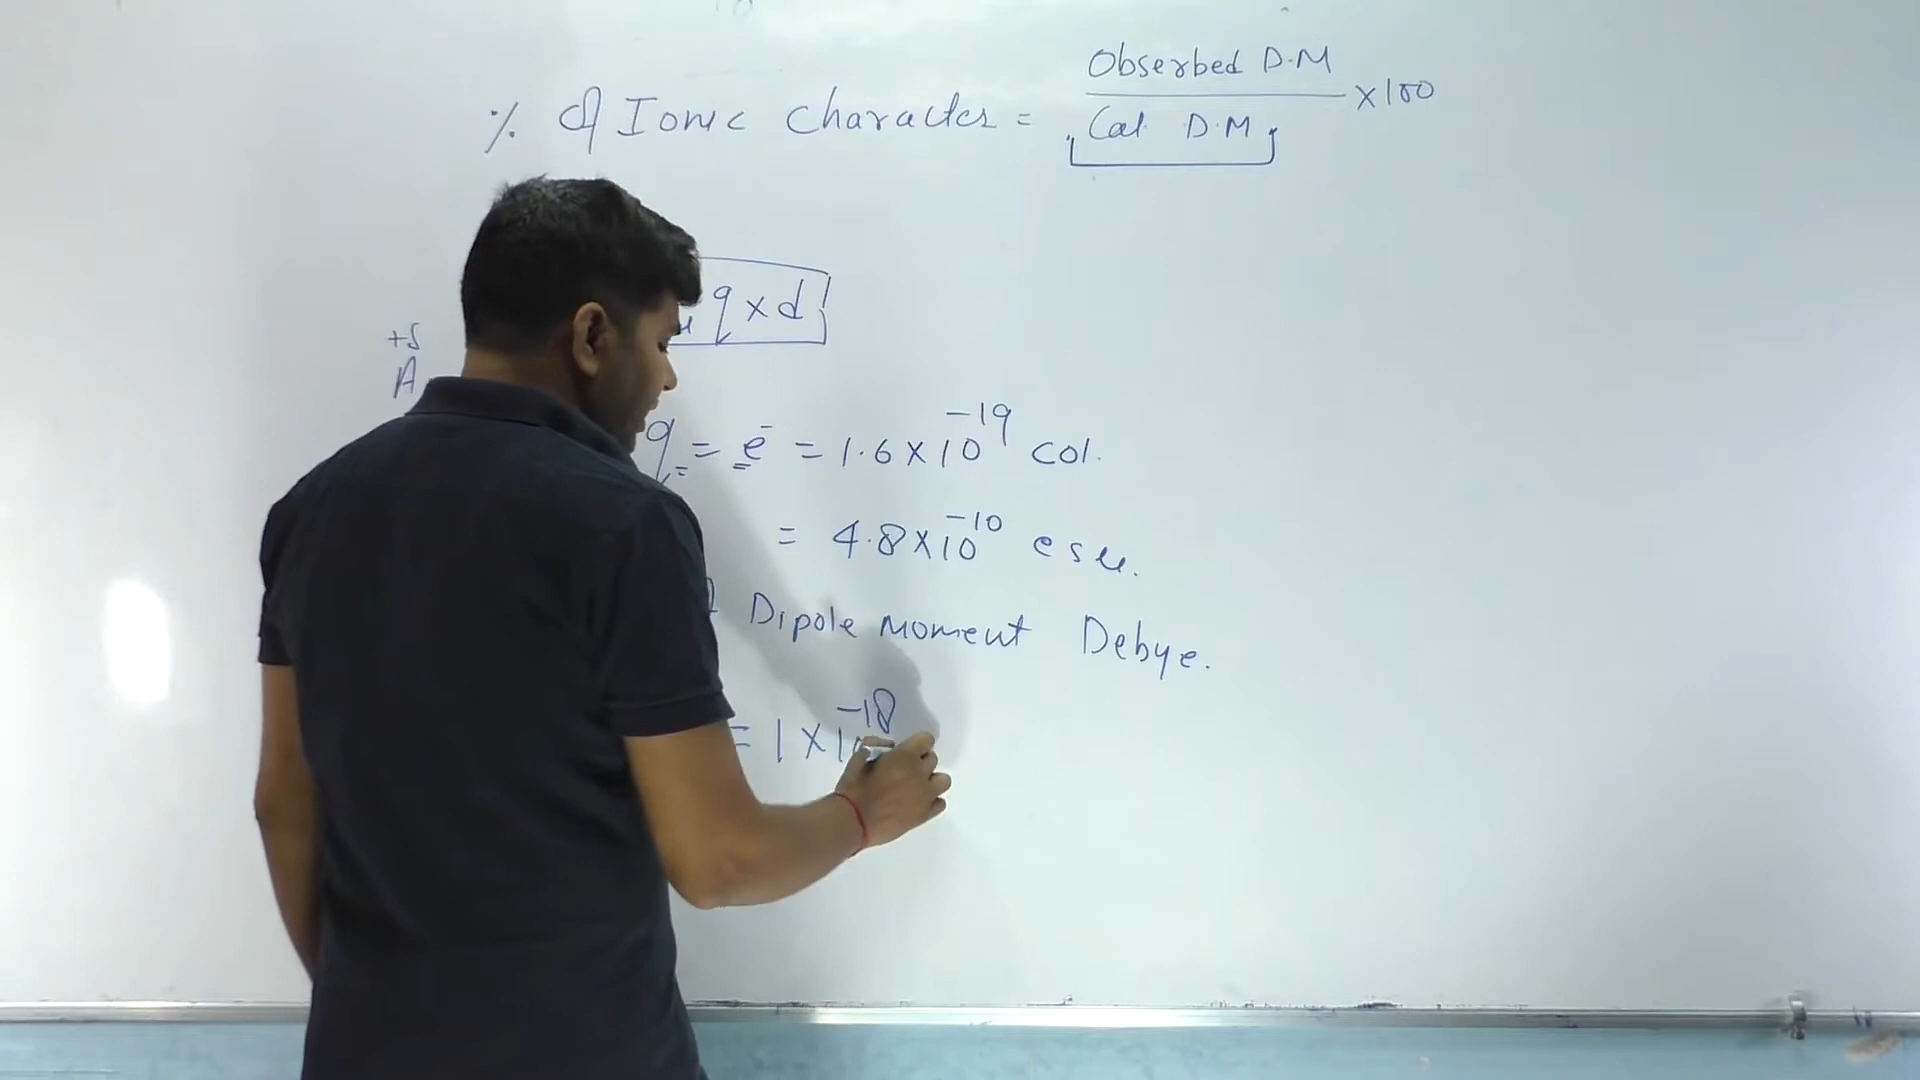 Obserbed D.M
% of Ionic Character = ―― ×100
Cal. D.M
q × d
+δ
A
q = e⁻ = 1.6×10⁻¹⁹ col.
= 4.8×10⁻¹⁰ esu.
Dipole Moment Debye.
= 1×10⁻¹⁸